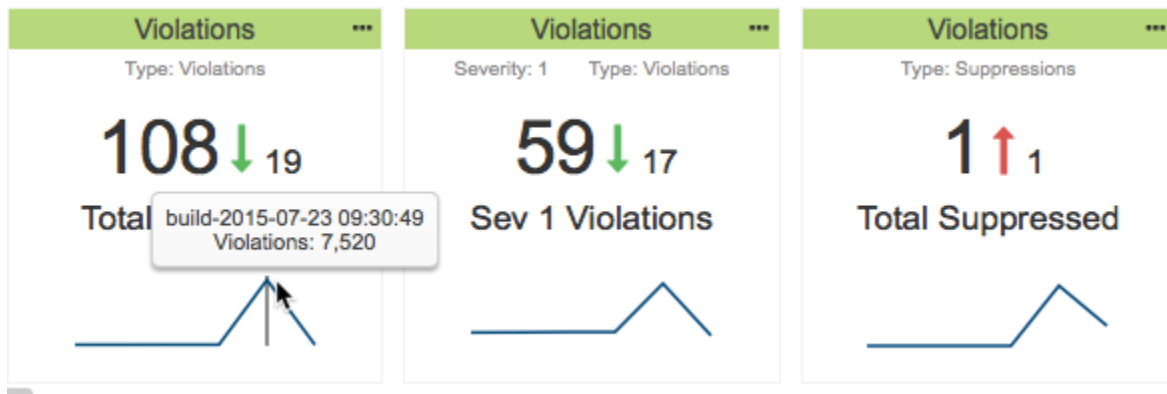 Violations ...
Type: Violations
108 19
Total
build-2015-07-23 09:30:49
Violations: 7,520
Violations ...
Severity: 1 Type: Violations
59 17
Sev 1 Violations
Violations ...
Type: Suppressions
1 1
Total Suppressed